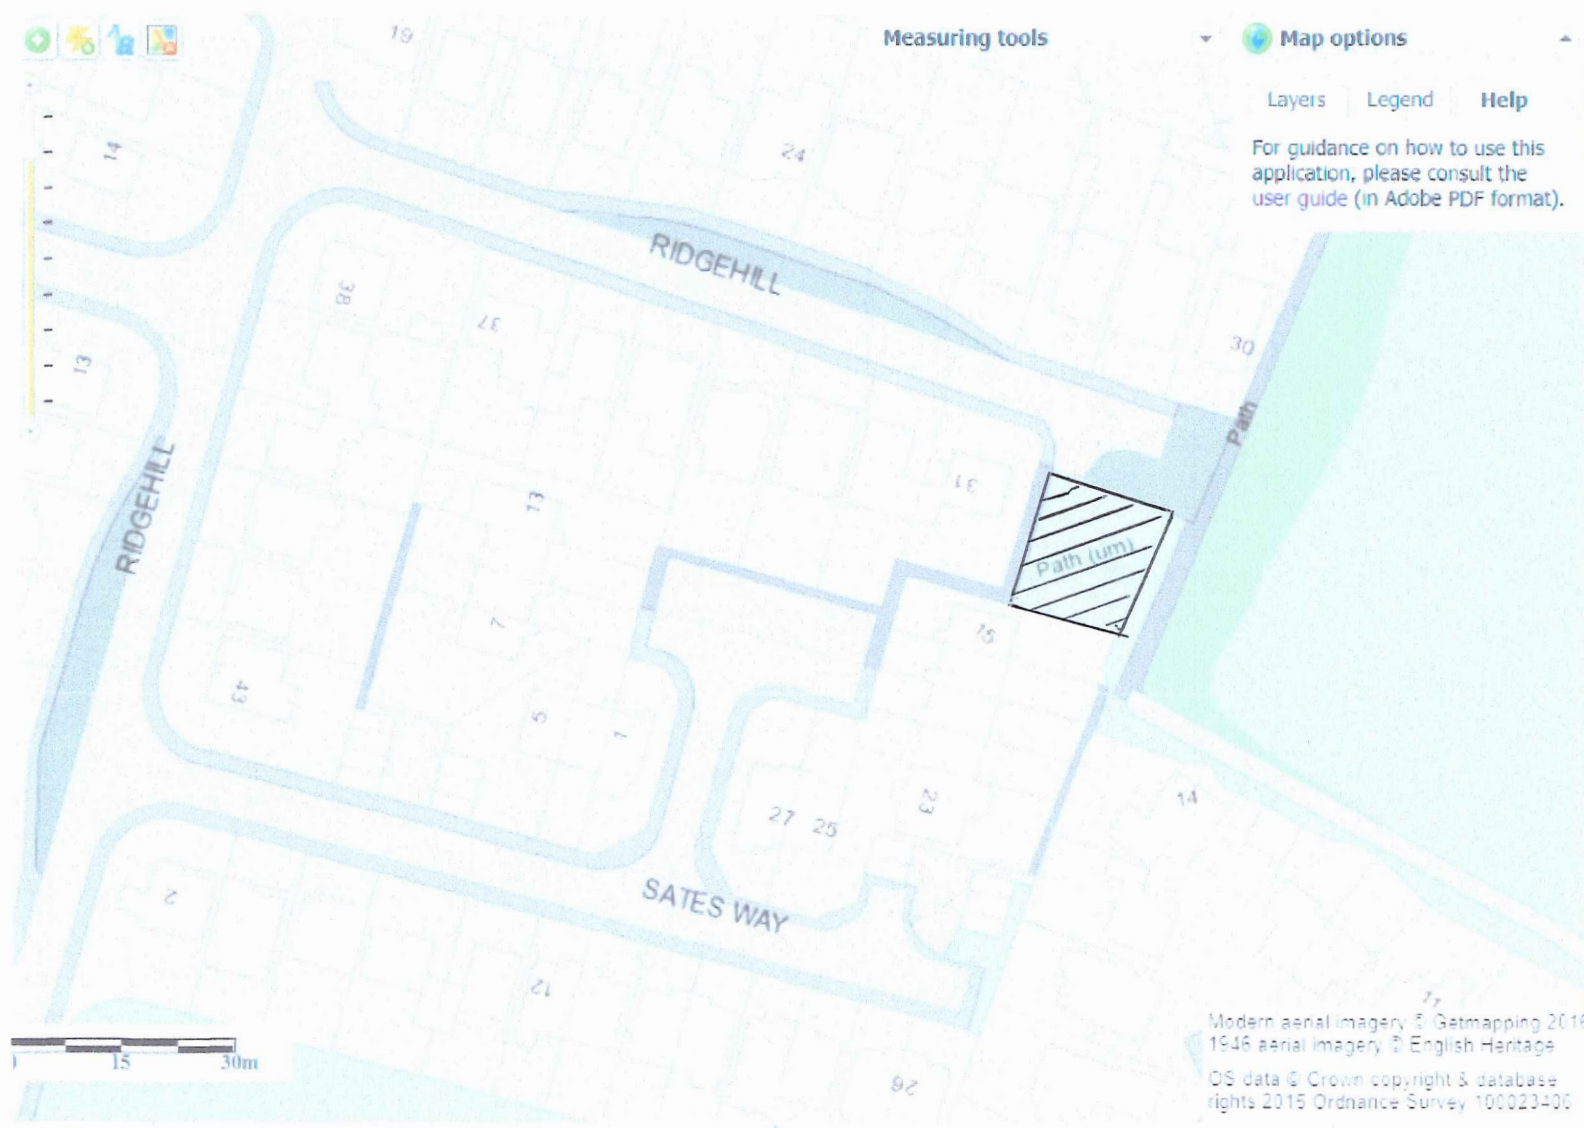 Measuring tools
Map options
Layers
Legend
Help
For guidance on how to use this
application, please consult the
user guide (in Adobe PDF format).
19
14
24
RIDGEHILL
38
37
30
13
Path
RIDGEHILL
31
13
Path (um)
15
7
43
5
1
27
25
23
14
2
SATES WAY
12
11
26
15
30m
Modern aerial imagery © Getmapping 2016
1946 aerial imagery © English Heritage
OS data © Crown copyright & database
rights 2015 Ordnance Survey 100023400